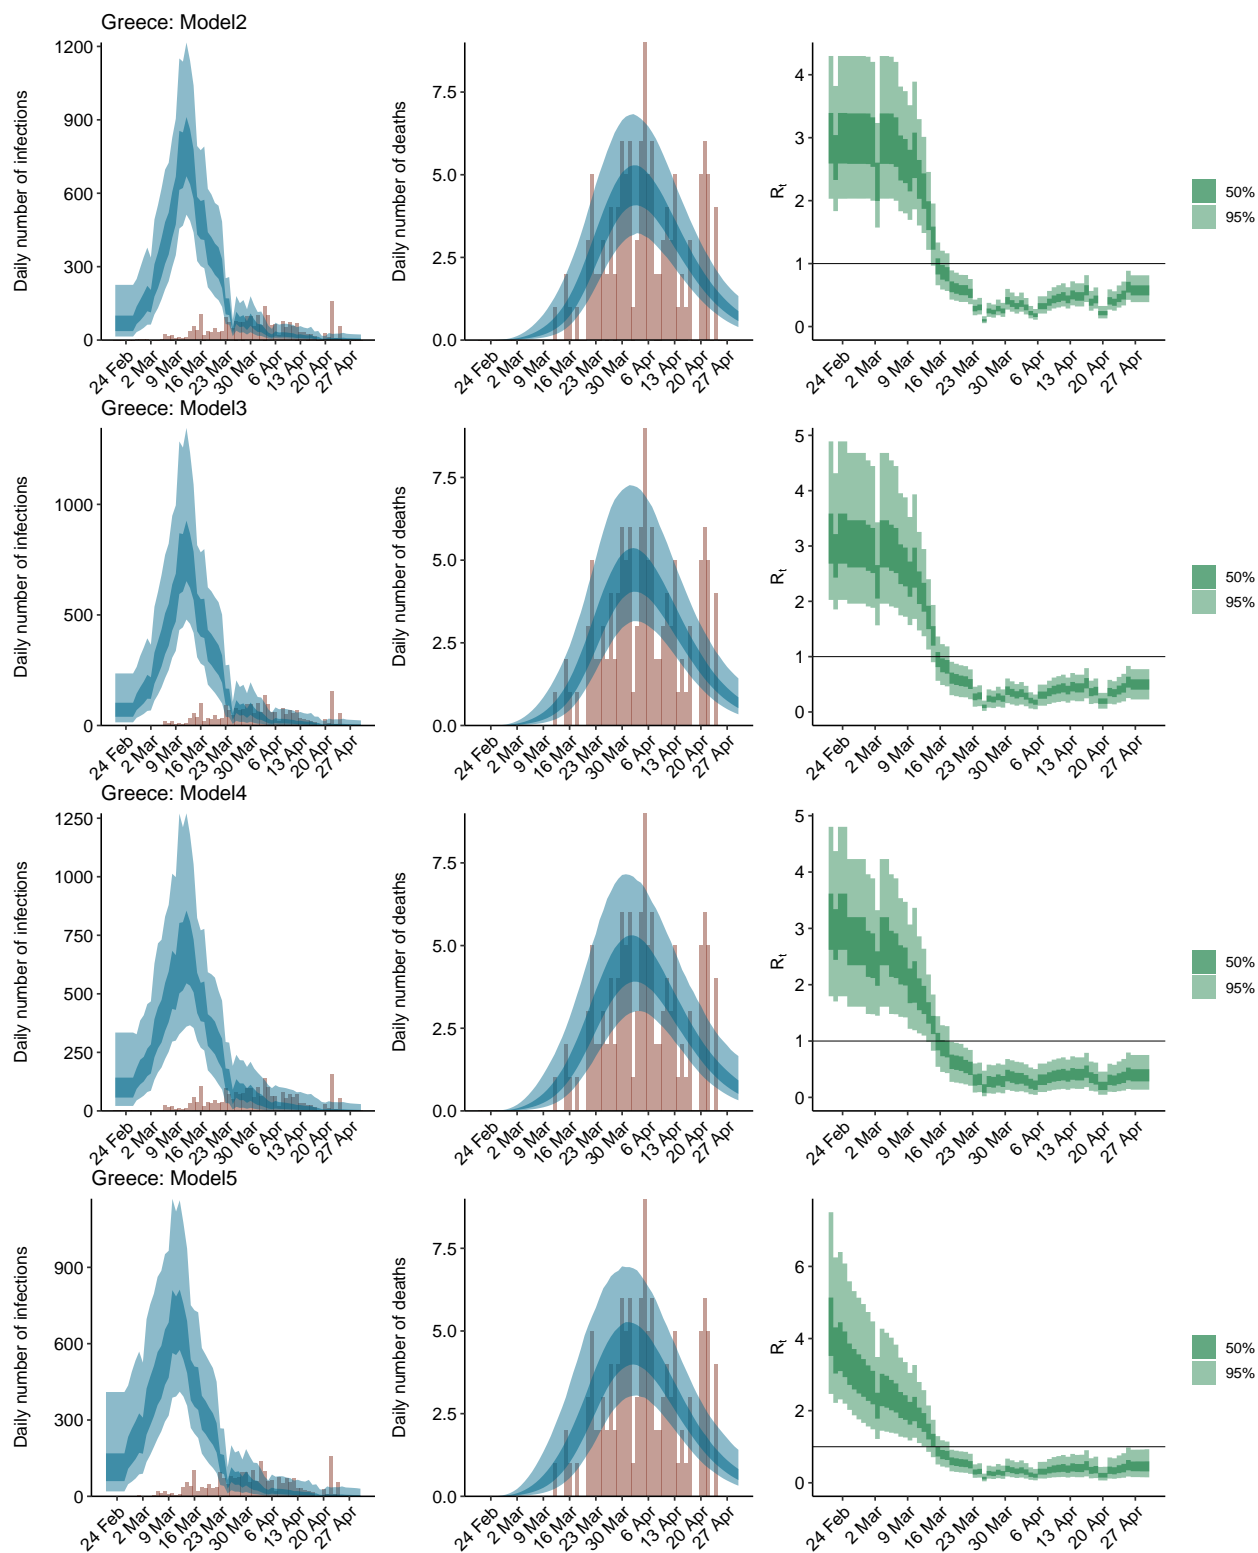 Greece: Model2
Daily number of infections
1200
900
600
300
0
24 Feb
2 Mar
9 Mar
16 Mar
23 Mar
30 Mar
6 Apr
13 Apr
20 Apr
27 Apr
Daily number of deaths
7.5
5.0
2.5
0.0
24 Feb
2 Mar
9 Mar
16 Mar
23 Mar
30 Mar
6 Apr
13 Apr
20 Apr
27 Apr
Rt
4
3
2
1
0
24 Feb
2 Mar
9 Mar
16 Mar
23 Mar
30 Mar
6 Apr
13 Apr
20 Apr
27 Apr
50%
95%
Greece: Model3
Daily number of infections
1000
500
0
24 Feb
2 Mar
9 Mar
16 Mar
23 Mar
30 Mar
6 Apr
13 Apr
20 Apr
27 Apr
Daily number of deaths
7.5
5.0
2.5
0.0
24 Feb
2 Mar
9 Mar
16 Mar
23 Mar
30 Mar
6 Apr
13 Apr
20 Apr
27 Apr
Rt
5
4
3
2
1
0
24 Feb
2 Mar
9 Mar
16 Mar
23 Mar
30 Mar
6 Apr
13 Apr
20 Apr
27 Apr
50%
95%
Greece: Model4
Daily number of infections
1250
1000
750
500
250
0
24 Feb
2 Mar
9 Mar
16 Mar
23 Mar
30 Mar
6 Apr
13 Apr
20 Apr
27 Apr
Daily number of deaths
7.5
5.0
2.5
0.0
24 Feb
2 Mar
9 Mar
16 Mar
23 Mar
30 Mar
6 Apr
13 Apr
20 Apr
27 Apr
Rt
5
4
3
2
1
0
24 Feb
2 Mar
9 Mar
16 Mar
23 Mar
30 Mar
6 Apr
13 Apr
20 Apr
27 Apr
50%
95%
Greece: Model5
Daily number of infections
900
600
300
0
24 Feb
2 Mar
9 Mar
16 Mar
23 Mar
30 Mar
6 Apr
13 Apr
20 Apr
27 Apr
Daily number of deaths
7.5
5.0
2.5
0.0
24 Feb
2 Mar
9 Mar
16 Mar
23 Mar
30 Mar
6 Apr
13 Apr
20 Apr
27 Apr
Rt
6
4
2
0
24 Feb
2 Mar
9 Mar
16 Mar
23 Mar
30 Mar
6 Apr
13 Apr
20 Apr
27 Apr
50%
95%